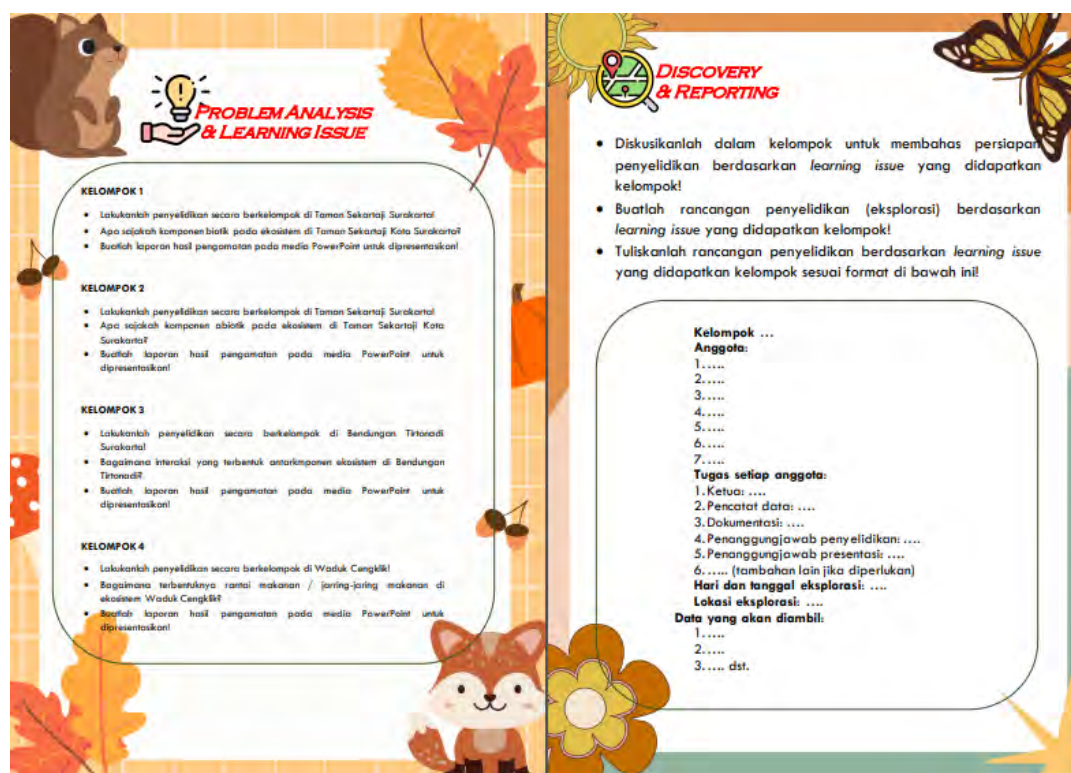 PROBLEM ANALYSIS
& LEARNING ISSUE
KELOMPOK 1
• Lakukanlah penyelidikan secara berkelompok di Taman Sekartaji Surakarta!
• Apa sajakah komponen biotik pada ekosistem di Taman Sekartaji Kota Surakarta?
• Buatlah laporan hasil pengamatan pada media PowerPoint untuk dipresentasikan!
KELOMPOK 2
• Lakukanlah penyelidikan secara berkelompok di Taman Sekartaji Surakarta!
• Apa sajakah komponen abiotik pada ekosistem di Taman Sekartaji Kota
Surakarta?
• Buatlah laporan hasil pengamatan pada media PowerPoint untuk
dipresentasikan!
KELOMPOK 3
• Lakukanlah penyelidikan secara berkelompok di Bendungan Tirtonadi
Surakarta!
• Bagaimana interaksi yang terbentuk antarkmponen ekosistem di Bendungan
Tirtonadi?
• Buatlah laporan hasil pengamatan pada media PowerPoint untuk
dipresentasikan!
KELOMPOK 4
• Lakukanlah penyelidikan secara berkelompok di Waduk Cengklik!
• Bagaimana terbentuknya rantai makanan / jarring-jaring makanan di
ekosistem Waduk Cengklik?
• Buatlah laporan hasil pengamatan pada media PowerPoint untuk
dipresentasikan!
DISCOVERY
& REPORTING
• Diskusikanlah dalam kelompok untuk membahas persiapan
penyelidikan berdasarkan learning issue yang didapatkan
kelompok!
• Buatlah rancangan penyelidikan (eksplorasi) berdasarkan
learning issue yang didapatkan kelompok!
• Tuliskanlah rancangan penyelidikan berdasarkan learning issue
yang didapatkan kelompok sesuai format di bawah ini!
Kelompok ...
Anggota:
1. ....
2. ....
3. ....
4. ....
5. ....
6. ....
7. ....
Tugas setiap anggota:
1. Ketua: ....
2. Pencatat data: ....
3. Dokumentasi: ....
4. Penanggungjawab penyelidikan: ....
5. Penanggungjawab presentasi: ....
6. .... (tambahan lain jika diperlukan)
Hari dan tanggal eksplorasi: ....
Lokasi eksplorasi: ....
Data yang akan diambil:
1. ....
2. ....
3. .... dst.